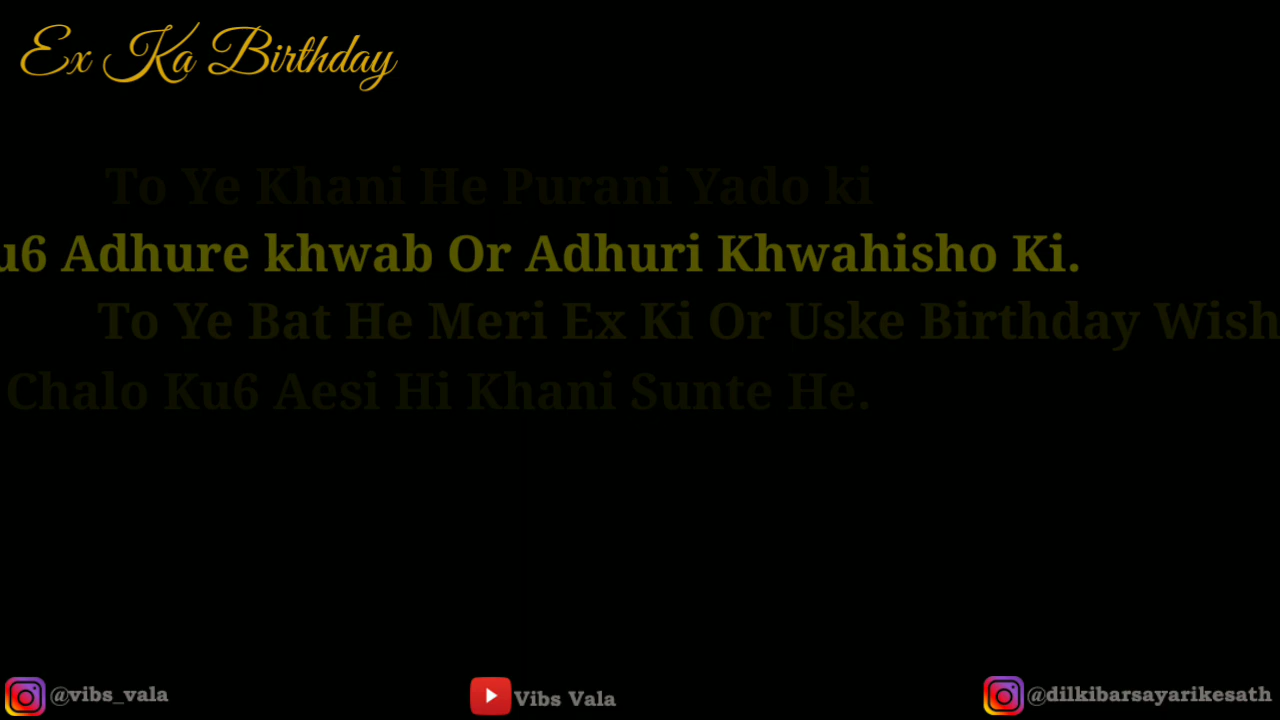 Ex Ka Birthday
To Ye Khani He Purani Yado ki
u6 Adhure khwab Or Adhuri Khwahisho Ki.
To Ye Bat He Meri Ex Ki Or Uske Birthday Wish
Chalo Ku6 Aesi Hi Khani Sunte He.
@vibs_vala
Vibs Vala
@dilkibarsayarikesath